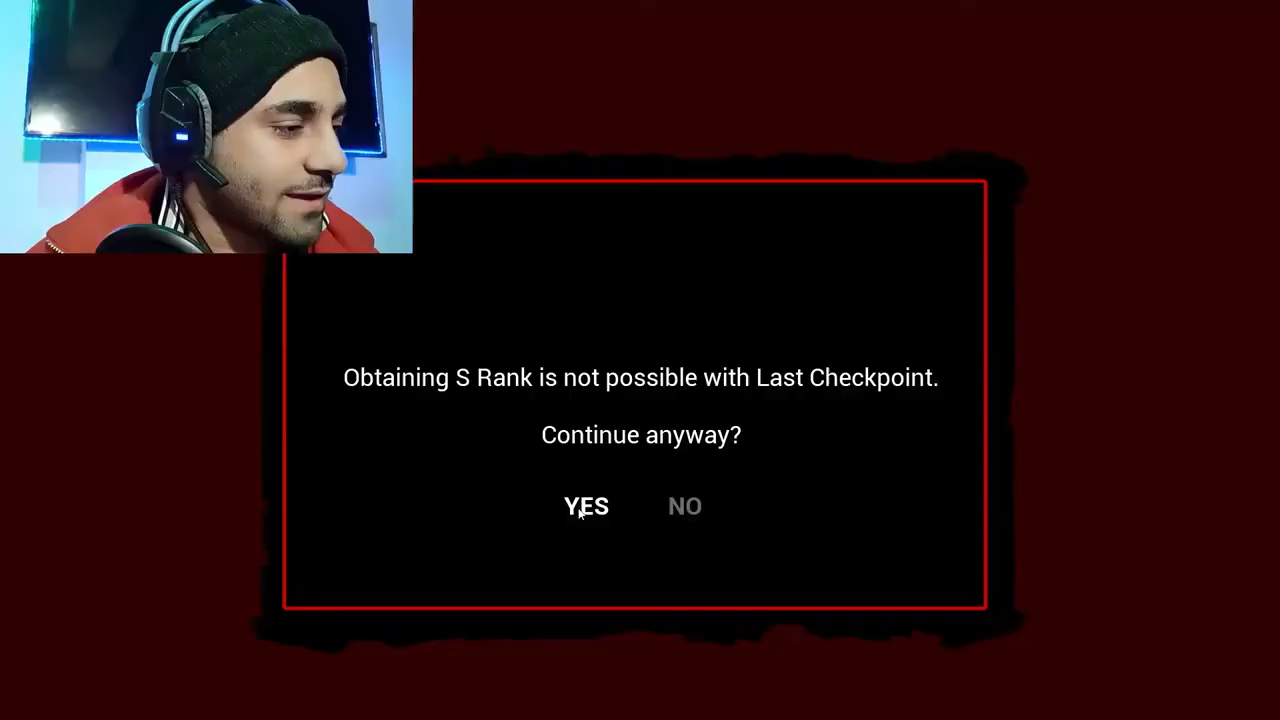 Obtaining S Rank is not possible with Last Checkpoint.
Continue anyway?
YES NO